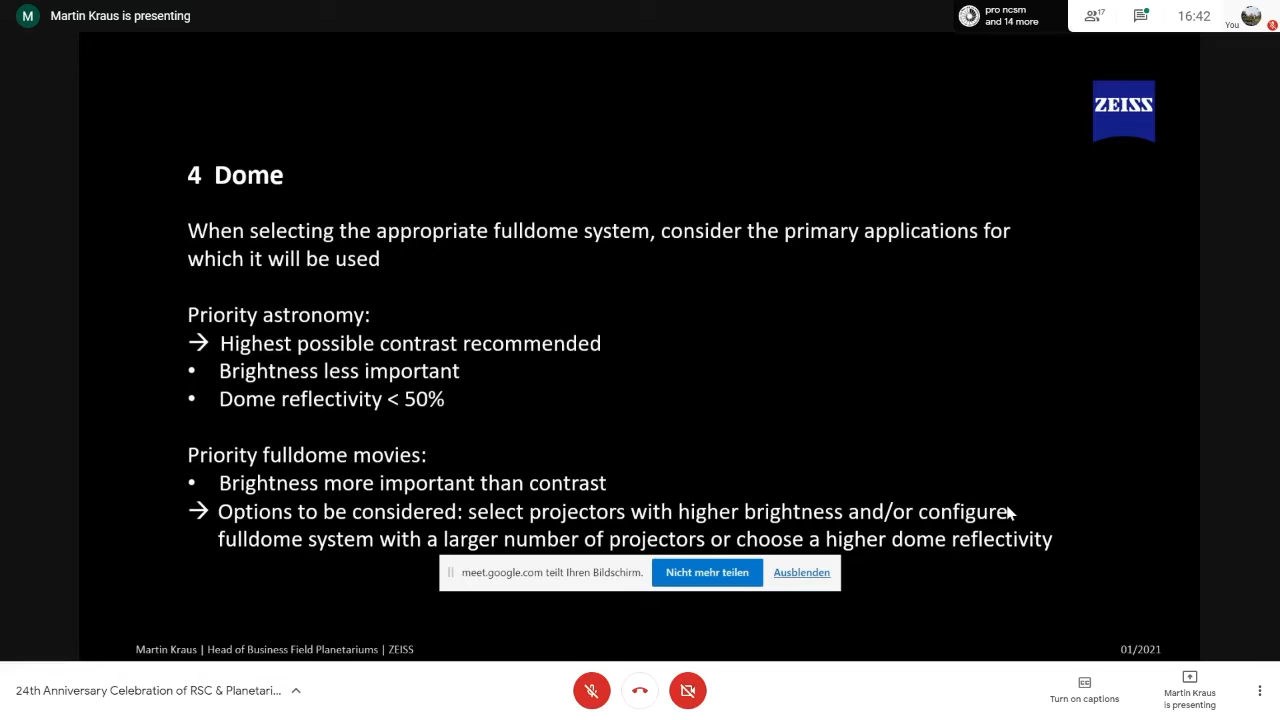 M Martin Kraus is presenting
pro ncsm
and 14 more
17
16:42
You
ZEISS
4 Dome
When selecting the appropriate fulldome system, consider the primary applications for
which it will be used
Priority astronomy:
→ Highest possible contrast recommended
• Brightness less important
• Dome reflectivity < 50%
Priority fulldome movies:
• Brightness more important than contrast
→ Options to be considered: select projectors with higher brightness and/or configure
fulldome system with a larger number of projectors or choose a higher dome reflectivity
meet.google.com teilt Ihren Bildschirm. Nicht mehr teilen Ausblenden
Martin Kraus | Head of Business Field Planetariums | ZEISS 01/2021
24th Anniversary Celebration of RSC & Planetari...
Turn on captions
Martin Kraus
is presenting